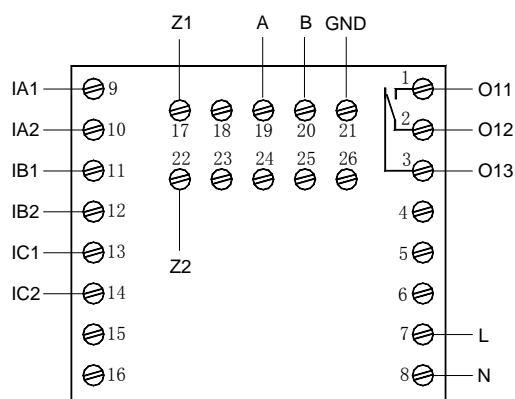 Z1 A B GND
IA1 9 1 O11
17 18 19 20 21
IA2 10 2 O12
22 23 24 25 26
IB1 11 3 O13
IB2 12 4
Z2
IC1 13 5
IC2 14 6
15 7 L
16 8 N